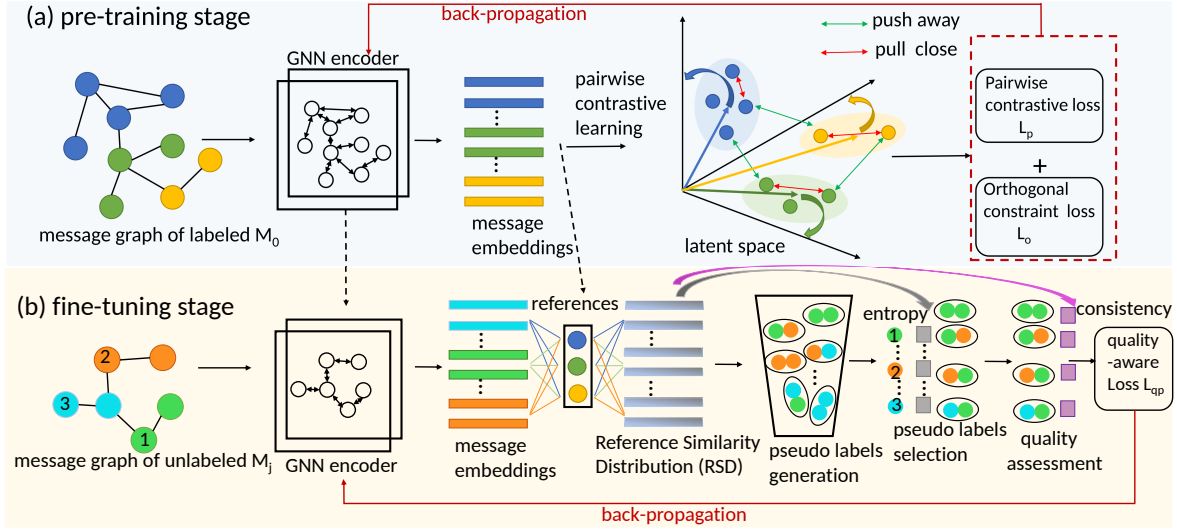 (a) pre-training stage
back-propagation
push away
pull close
GNN encoder
pairwise
contrastive
learning
Pairwise
contrastive loss
Lp
+
Orthogonal
constraint loss
Lo
message graph of labeled M0
message
embeddings
latent space
(b) fine-tuning stage
references
entropy
consistency
1
2
3
quality
-aware
Loss Lqp
2
3
1
message graph of unlabeled Mj
GNN encoder
message
embeddings
Reference Similarity
Distribution (RSD)
pseudo labels
generation
pseudo labels
selection
quality
assessment
back-propagation